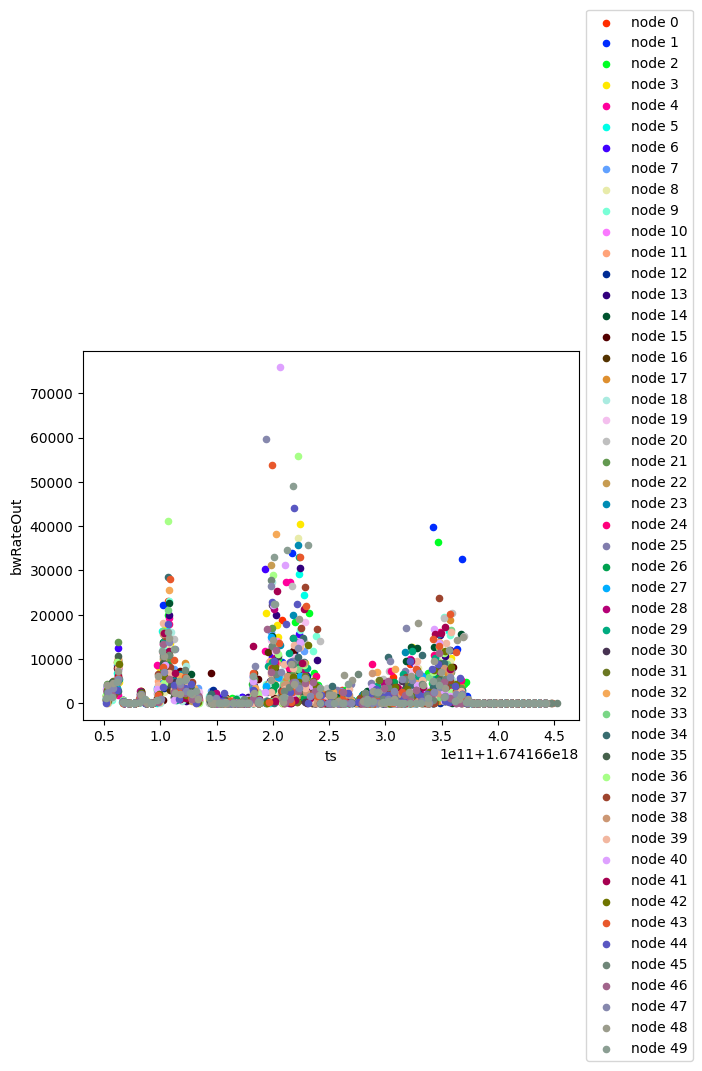 node 0
node 1
node 2
node 3
node 4
node 5
node 6
node 7
node 8
node 9
node 10
node 11
node 12
node 13
node 14
node 15
node 16
node 17
node 18
node 19
node 20
node 21
node 22
node 23
node 24
node 25
node 26
node 27
node 28
node 29
node 30
node 31
node 32
node 33
node 34
node 35
node 36
node 37
node 38
node 39
node 40
node 41
node 42
node 43
node 44
node 45
node 46
node 47
node 48
node 49
bwRateOut
70000
60000
50000
40000
30000
20000
10000
0
0.5 1.0 1.5 2.0 2.5 3.0 3.5 4.0 4.5
1e11+1.674166e18
ts